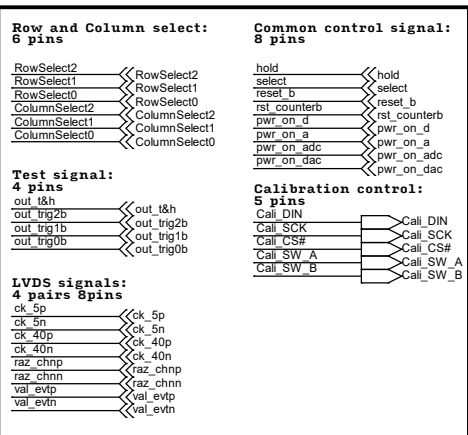 Row and Column select:
6 pins
RowSelect2 RowSelect2
RowSelect1 RowSelect1
RowSelect0 RowSelect0
ColumnSelect2 ColumnSelect2
ColumnSelect1 ColumnSelect1
ColumnSelect0 ColumnSelect0
Test signal:
4 pins
out_t&h out_t&h
out_trig2b out_trig2b
out_trig1b out_trig1b
out_trig0b out_trig0b
LVDS signals:
4 pairs 8pins
ck_5p ck_5p
ck_5n ck_5n
ck_40p ck_40p
ck_40n ck_40n
raz_chnp raz_chnp
raz_chnn raz_chnn
val_evtp val_evtp
val_evtn val_evtn
Common control signal:
8 pins
hold hold
select select
reset_b reset_b
rst_counterb rst_counterb
pwr_on_d pwr_on_d
pwr_on_a pwr_on_a
pwr_on_adc pwr_on_adc
pwr_on_dac pwr_on_dac
Calibration control:
5 pins
Cali_DIN Cali_DIN
Cali_SCK Cali_SCK
Cali_CS# Cali_CS#
Cali_SW_A Cali_SW_A
Cali_SW_B Cali_SW_B